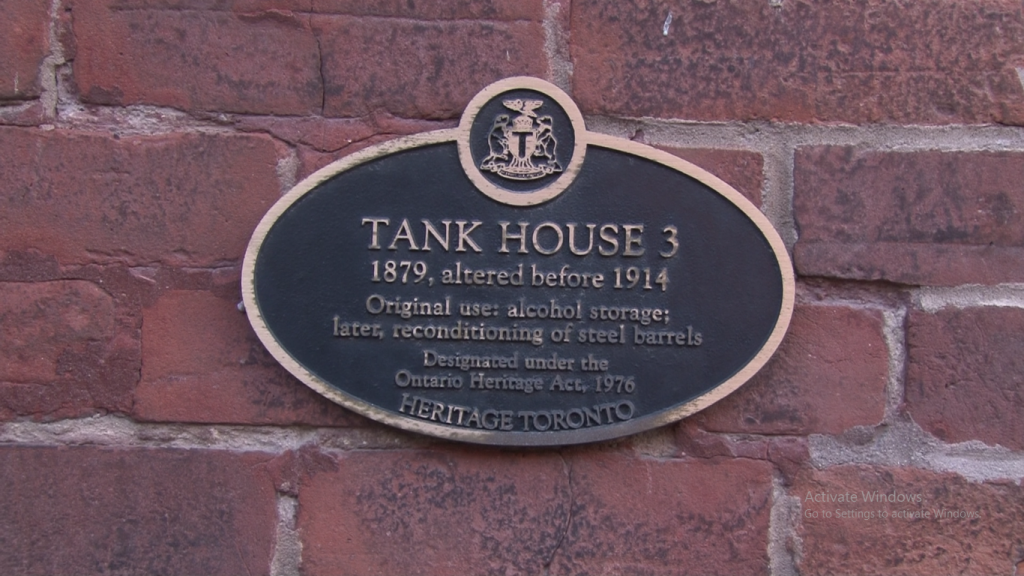 T
TANK HOUSE 3
1879, altered before 1914
Original use: alcohol storage;
later, reconditioning of steel barrels
Designated under the
Ontario Heritage Act, 1976
HERITAGE TORONTO
Activate Windows
Go to Settings to activate Windows.